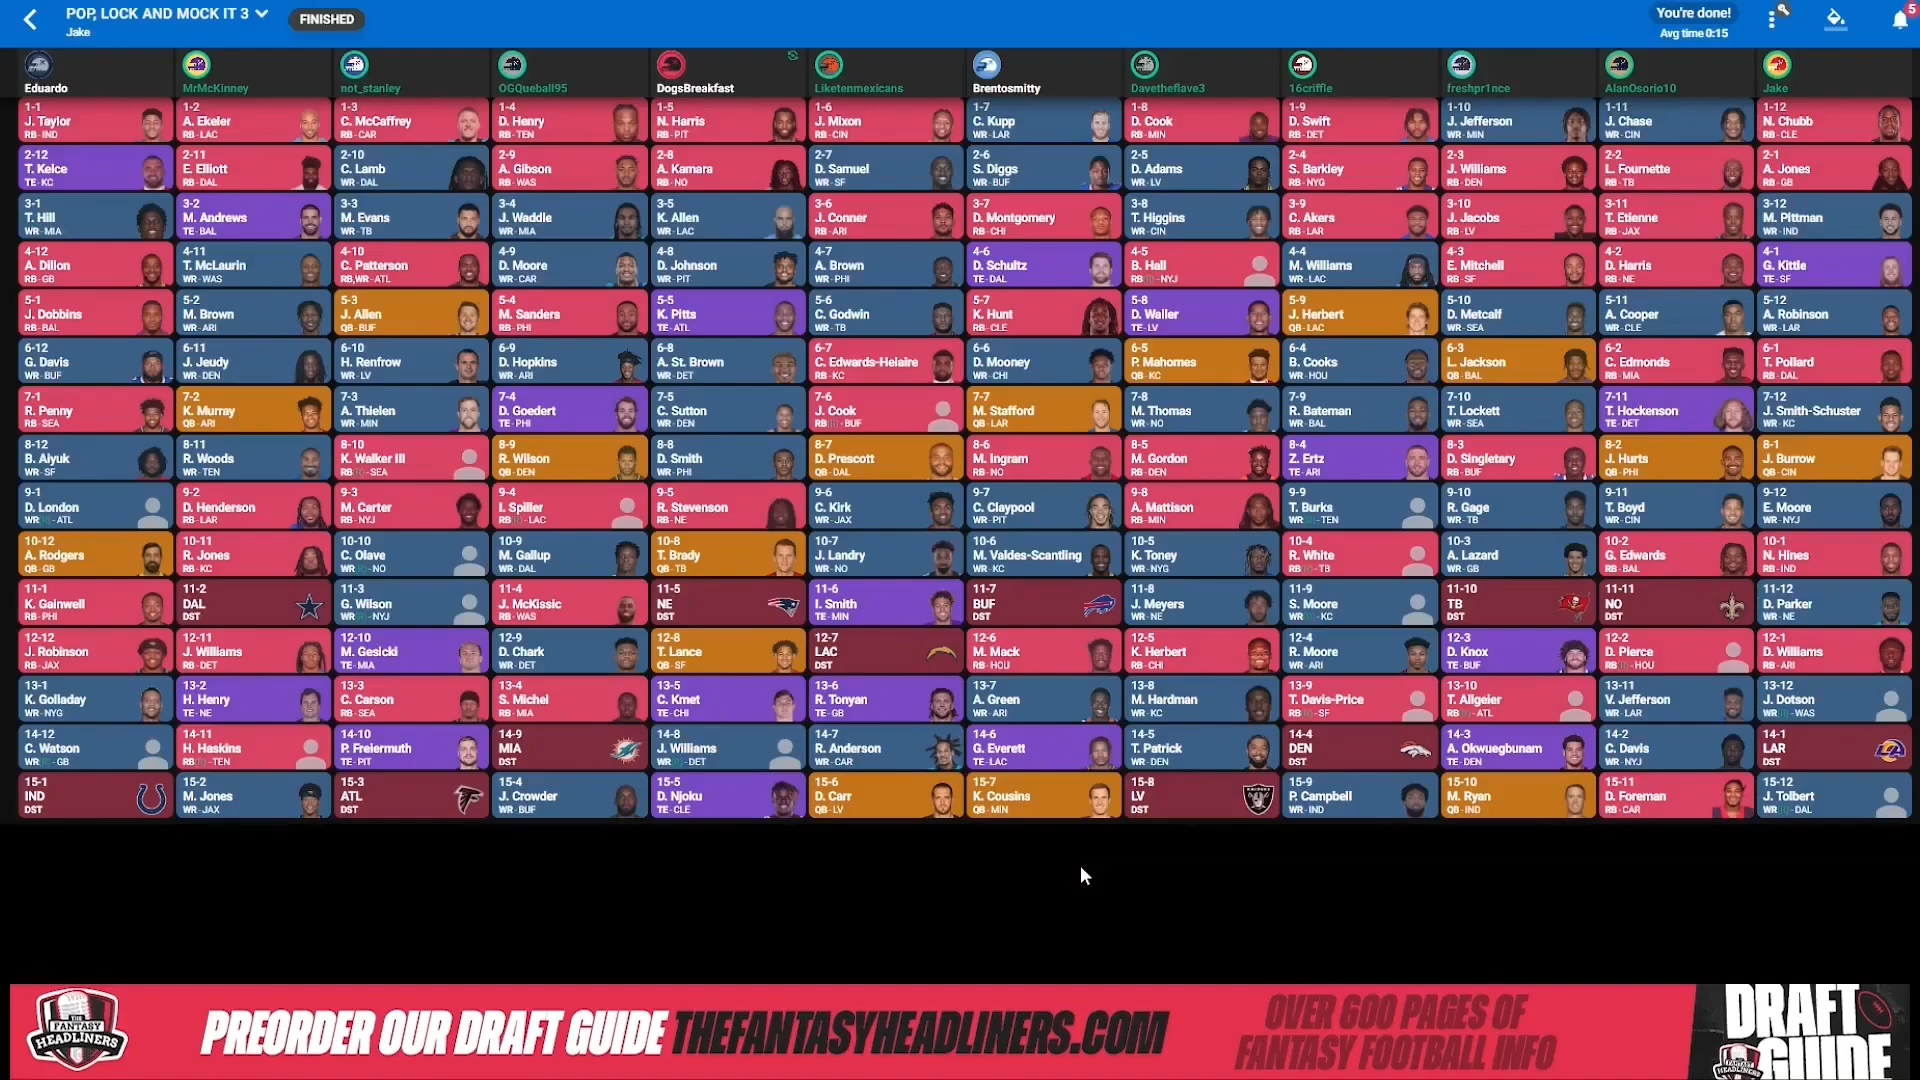 POP, LOCK AND MOCK IT 3
FINISHED
Jake
You're done!
Avg time 0:15
5
Eduardo
MrMcKinney
not_stanley
OGQueball95
DogsBreakfast
Liketenmexicans
Brentosmitty
Davetheflave3
16criffle
freshpr1nce
AlanOsorio10
Jake
1-1 1-2 1-3 1-4 1-5 1-6 1-7 1-8 1-9 1-10 1-11 1-12
J. Taylor A. Ekeler C. McCaffrey D. Henry N. Harris J. Mixon C. Kupp D. Cook D. Swift J. Jefferson J. Chase N. Chubb
RB - IND RB - LAC RB - CAR RB - TEN RB - PIT RB - CIN WR - LAR RB - MIN RB - DET WR - MIN WR - CIN RB - CLE
2-12 2-11 2-10 2-9 2-8 2-7 2-6 2-5 2-4 2-3 2-2 2-1
T. Kelce E. Elliott C. Lamb A. Gibson A. Kamara D. Samuel S. Diggs D. Adams S. Barkley J. Williams L. Fournette A. Jones
TE - KC RB - DAL WR - DAL RB - WAS RB - NO WR - SF WR - BUF WR - LV RB - NYG RB - DEN RB - TB RB - GB
3-1 3-2 3-3 3-4 3-5 3-6 3-7 3-8 3-9 3-10 3-11 3-12
T. Hill M. Andrews M. Evans J. Waddle K. Allen J. Conner D. Montgomery T. Higgins C. Akers J. Jacobs T. Etienne M. Pittman
WR - MIA TE - BAL WR - TB WR - MIA WR - LAC RB - ARI RB - CHI WR - CIN RB - LAR RB - LV RB - JAX WR - IND
4-12 4-11 4-10 4-9 4-8 4-7 4-6 4-5 4-4 4-3 4-2 4-1
A. Dillon T. McLaurin C. Patterson D. Moore D. Johnson A. Brown D. Schultz B. Hall M. Williams E. Mitchell D. Harris G. Kittle
RB - GB WR - WAS RB,WR - ATL WR - CAR WR - PIT WR - PHI TE - DAL RB - NYJ WR - LAC RB - SF RB - NE TE - SF
5-1 5-2 5-3 5-4 5-5 5-6 5-7 5-8 5-9 5-10 5-11 5-12
J. Dobbins M. Brown J. Allen M. Sanders K. Pitts C. Godwin K. Hunt D. Waller J. Herbert D. Metcalf A. Cooper A. Robinson
RB - BAL WR - ARI QB - BUF RB - PHI TE - ATL WR - TB RB - CLE TE - LV QB - LAC WR - SEA WR - CLE WR - LAR
6-12 6-11 6-10 6-9 6-8 6-7 6-6 6-5 6-4 6-3 6-2 6-1
G. Davis J. Jeudy H. Renfrow D. Hopkins A. St. Brown C. Edwards-Helaire D. Mooney P. Mahomes B. Cooks L. Jackson C. Edmonds T. Pollard
WR - BUF WR - DEN WR - LV WR - ARI WR - DET RB - KC WR - CHI QB - KC WR - HOU QB - BAL RB - MIA RB - DAL
7-1 7-2 7-3 7-4 7-5 7-6 7-7 7-8 7-9 7-10 7-11 7-12
R. Penny K. Murray A. Thielen D. Goedert C. Sutton J. Cook M. Stafford M. Thomas R. Bateman T. Lockett T. Hockenson J. Smith-Schuster
RB - SEA QB - ARI WR - MIN TE - PHI WR - DEN RB - BUF QB - LAR WR - NO WR - BAL WR - SEA TE - DET WR - KC
8-12 8-11 8-10 8-9 8-8 8-7 8-6 8-5 8-4 8-3 8-2 8-1
B. Aiyuk R. Woods K. Walker III R. Wilson D. Smith D. Prescott M. Ingram M. Gordon Z. Ertz D. Singletary J. Hurts J. Burrow
WR - SF WR - TEN RB - SEA QB - DEN WR - PHI QB - DAL RB - NO RB - DEN TE - ARI RB - BUF QB - PHI QB - CIN
9-1 9-2 9-3 9-4 9-5 9-6 9-7 9-8 9-9 9-10 9-11 9-12
D. London D. Henderson M. Carter I. Spiller R. Stevenson C. Kirk C. Claypool A. Mattison T. Burks R. Gage T. Boyd E. Moore
WR - ATL RB - LAR RB - NYJ RB - LAC RB - NE WR - JAX WR - PIT RB - MIN WR - TEN WR - TB WR - CIN WR - NYJ
10-12 10-11 10-10 10-9 10-8 10-7 10-6 10-5 10-4 10-3 10-2 10-1
A. Rodgers R. Jones C. Olave M. Gallup T. Brady J. Landry M. Valdes-Scantling K. Toney R. White A. Lazard G. Edwards N. Hines
QB - GB RB - KC WR - NO WR - DAL QB - TB WR - NO WR - KC WR - NYG RB - TB WR - GB RB - BAL RB - IND
11-1 11-2 11-3 11-4 11-5 11-6 11-7 11-8 11-9 11-10 11-11 11-12
K. Gainwell DAL G. Wilson J. McKissic NE I. Smith BUF J. Meyers S. Moore TB NO D. Parker
RB - PHI DST WR - NYJ RB - WAS DST TE - MIN DST WR - NE WR - KC DST DST WR - NE
12-12 12-11 12-10 12-9 12-8 12-7 12-6 12-5 12-4 12-3 12-2 12-1
J. Robinson J. Williams M. Gesicki D. Chark T. Lance LAC M. Mack K. Herbert R. Moore D. Knox D. Pierce D. Williams
RB - JAX RB - DET TE - MIA WR - DET QB - SF DST RB - HOU RB - CHI WR - ARI TE - BUF RB - HOU RB - ARI
13-1 13-2 13-3 13-4 13-5 13-6 13-7 13-8 13-9 13-10 13-11 13-12
K. Golladay H. Henry C. Carson S. Michel C. Kmet R. Tonyan A. Green M. Hardman T. Davis-Price T. Allgeier V. Jefferson J. Dotson
WR - NYG TE - NE RB - SEA RB - MIA TE - CHI TE - GB WR - ARI WR - KC RB - SF RB - ATL WR - LAR WR - WAS
14-12 14-11 14-10 14-9 14-8 14-7 14-6 14-5 14-4 14-3 14-2 14-1
C. Watson H. Haskins P. Freiermuth MIA J. Williams R. Anderson G. Everett T. Patrick DEN A. Okwuegbunam C. Davis LAR
WR - GB RB - TEN TE - PIT DST WR - DET WR - CAR TE - LAC WR - DEN DST TE - DEN WR - NYJ DST
15-1 15-2 15-3 15-4 15-5 15-6 15-7 15-8 15-9 15-10 15-11 15-12
IND M. Jones ATL J. Crowder D. Njoku D. Carr K. Cousins LV P. Campbell M. Ryan D. Foreman J. Tolbert
DST WR - JAX DST WR - BUF TE - CLE QB - LV QB - MIN DST WR - IND QB - IND RB - CAR WR - DAL
THE FANTASY HEADLINERS
PREORDER OUR DRAFT GUIDE THEFANTASYHEADLINERS.COM
OVER 600 PAGES OF
FANTASY FOOTBALL INFO
DRAFT
GUIDE